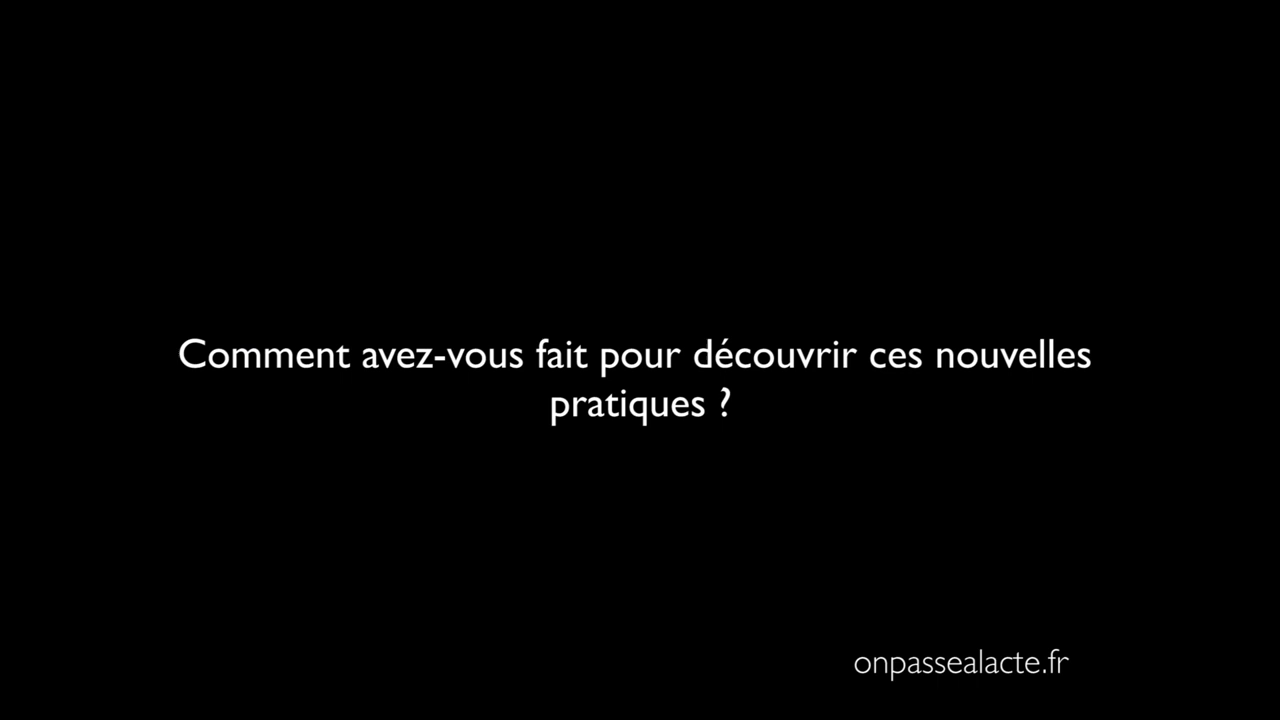 Comment avez-vous fait pour découvrir ces nouvelles
pratiques ?
onpassealacte.fr